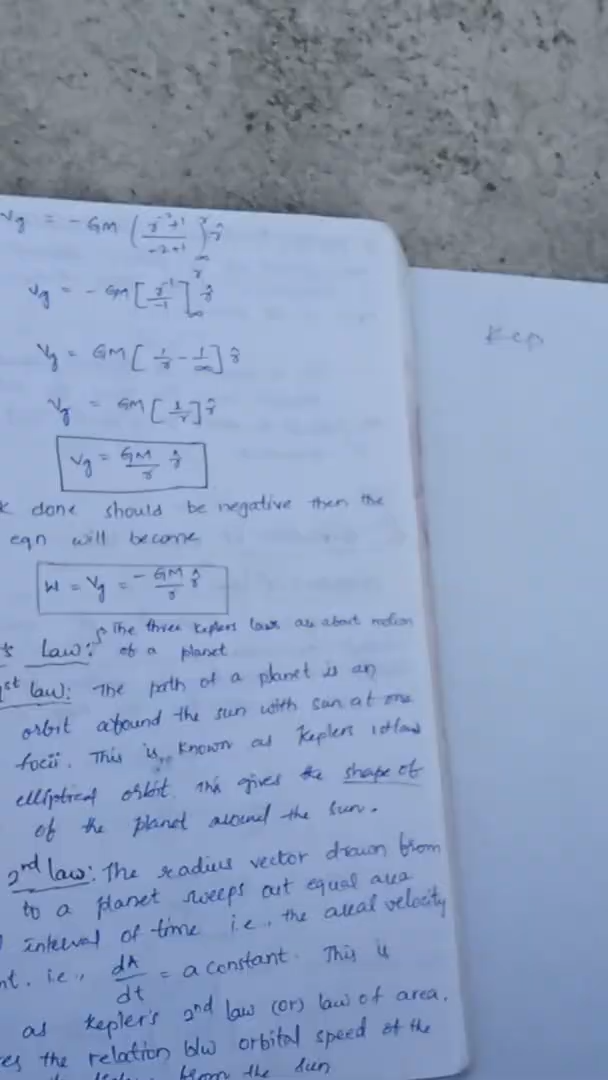 Vg = -GM (r^-2+1 / -2+1)^r_∞ r̂
Vg = -GM [r^-1 / -1]^r_∞ r̂
Vg = GM [1/r - 1/∞] r̂
Vg = GM [1/r] r̂
Vg = GM/r r̂
done should be negative then the
eqn will become
W = Vg = -GM/r r̂
The three Keplers laws are about motion
Law: of a planet
1st law: The path of a planet is an
orbit around the sun with sun at one
focii. This is known as Keplers 1st law
elliptical orbit. This gives the shape of
of the planet around the sun.
2nd law: The radius vector drawn from
to a planet sweeps out equal area
interval of time i.e., the areal velocity
i.e., dA/dt = a constant. This is
as Kepler's 2nd law (or) law of area.
the relation b/w orbital speed of the
from the sun
Kep